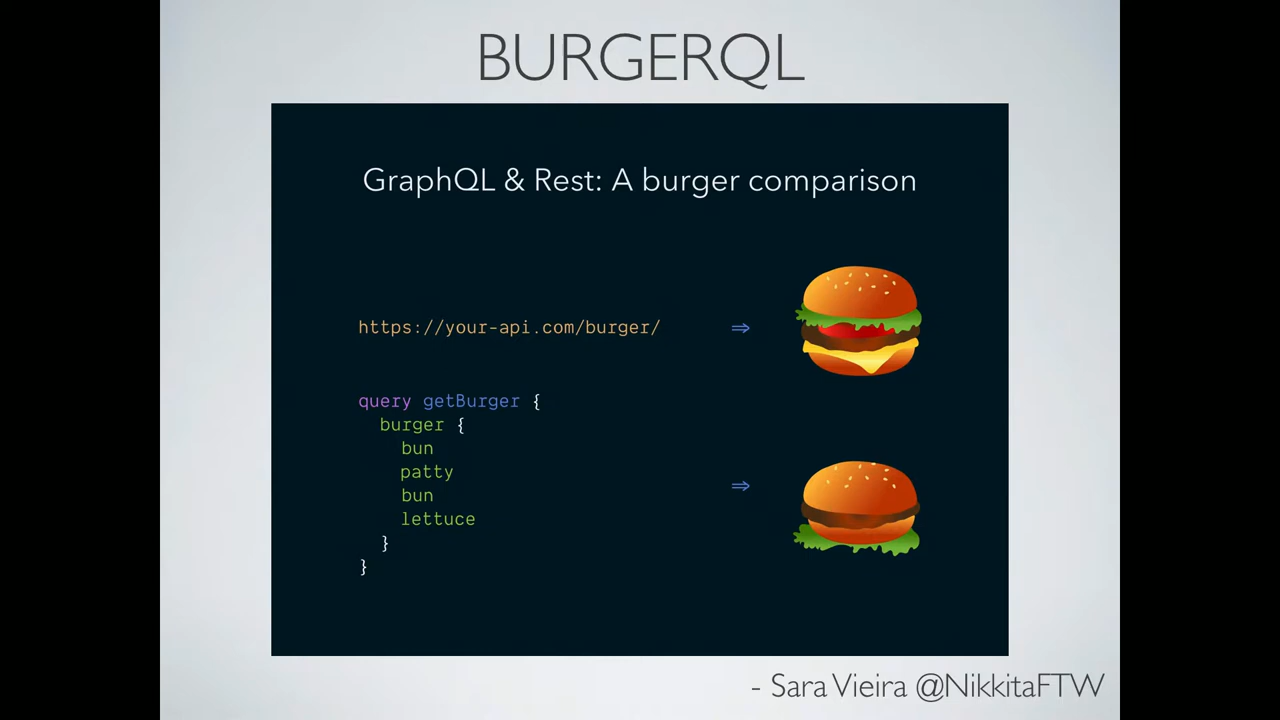 BURGERQL
GraphQL & Rest: A burger comparison
https://your-api.com/burger/
⇒
query getBurger {
burger {
bun
patty
bun
lettuce
}
}
⇒
- Sara Vieira @NikkitaFTW